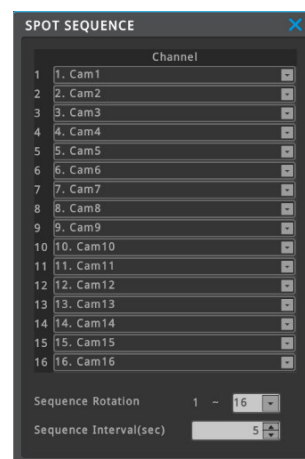 SPOT SEQUENCE
Channel
1 1. Cam1
2 2. Cam2
3 3. Cam3
4 4. Cam4
5 5. Cam5
6 6. Cam6
7 7. Cam7
8 8. Cam8
9 9. Cam9
10 10. Cam10
11 11. Cam11
12 12. Cam12
13 13. Cam13
14 14. Cam14
15 15. Cam15
16 16. Cam16
Sequence Rotation 1 ~ 16
Sequence Interval(sec) 5